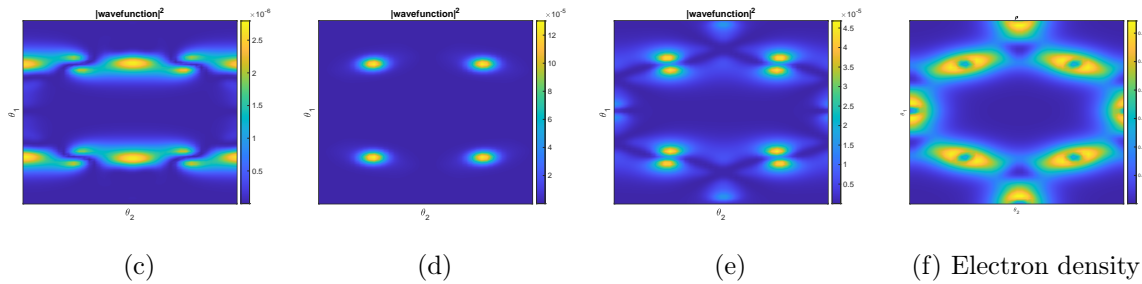 |wavefunction|²
×10⁻⁶
2.5
2
1.5
1
0.5
θ₁
θ₂
(c)
|wavefunction|²
×10⁻⁵
12
10
8
6
4
2
θ₁
θ₂
(d)
|wavefunction|²
×10⁻⁵
4.5
4
3.5
3
2.5
2
1.5
1
0.5
θ₁
θ₂
(e)
ρ
θ₁
θ₂
(f) Electron density